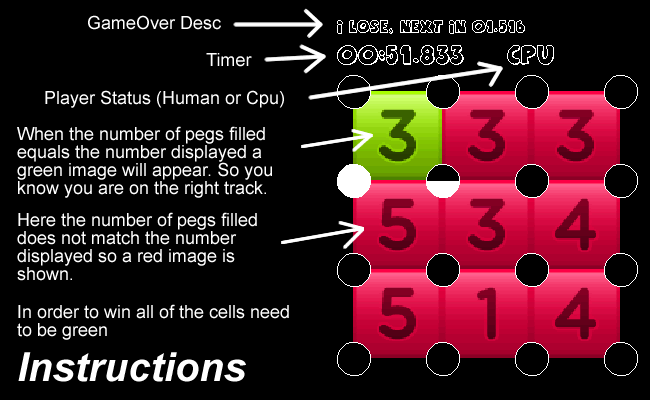 GameOver Desc
i LOSE, NEXT iN 01.516
Timer
00:51.833
CPU
Player Status (Human or Cpu)
When the number of pegs filled
equals the number displayed a
green image will appear. So you
know you are on the right track.
3 3 3
Here the number of pegs filled
does not match the number
displayed so a red image is
shown.
5 3 4
In order to win all of the cells need
to be green
5 1 4
Instructions